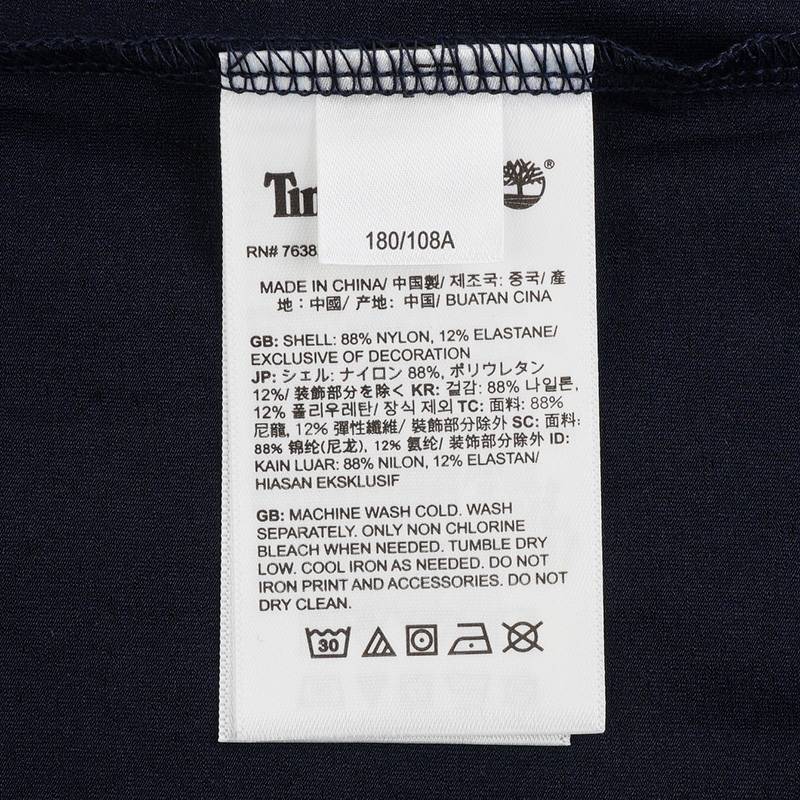 180/108A
RN# 7638
MADE IN CHINA/ 中国製/ 제조국: 중국/ 產
地：中國/ 产地：中国/ BUATAN CINA
GB: SHELL: 88% NYLON, 12% ELASTANE/
EXCLUSIVE OF DECORATION
JP: シェル: ナイロン 88%, ポリウレタン
12%/ 装飾部分を除く KR: 겉감: 88% 나일론,
12% 폴리우레탄/ 장식 제외 TC: 面料: 88%
尼龍, 12% 彈性纖維/ 裝飾部分除外 SC: 面料:
88% 锦纶(尼龙), 12% 氨纶/ 装饰部分除外 ID:
KAIN LUAR: 88% NILON, 12% ELASTAN/
HIASAN EKSKLUSIF
GB: MACHINE WASH COLD. WASH
SEPARATELY. ONLY NON CHLORINE
BLEACH WHEN NEEDED. TUMBLE DRY
LOW. COOL IRON AS NEEDED. DO NOT
IRON PRINT AND ACCESSORIES. DO NOT
DRY CLEAN.
30